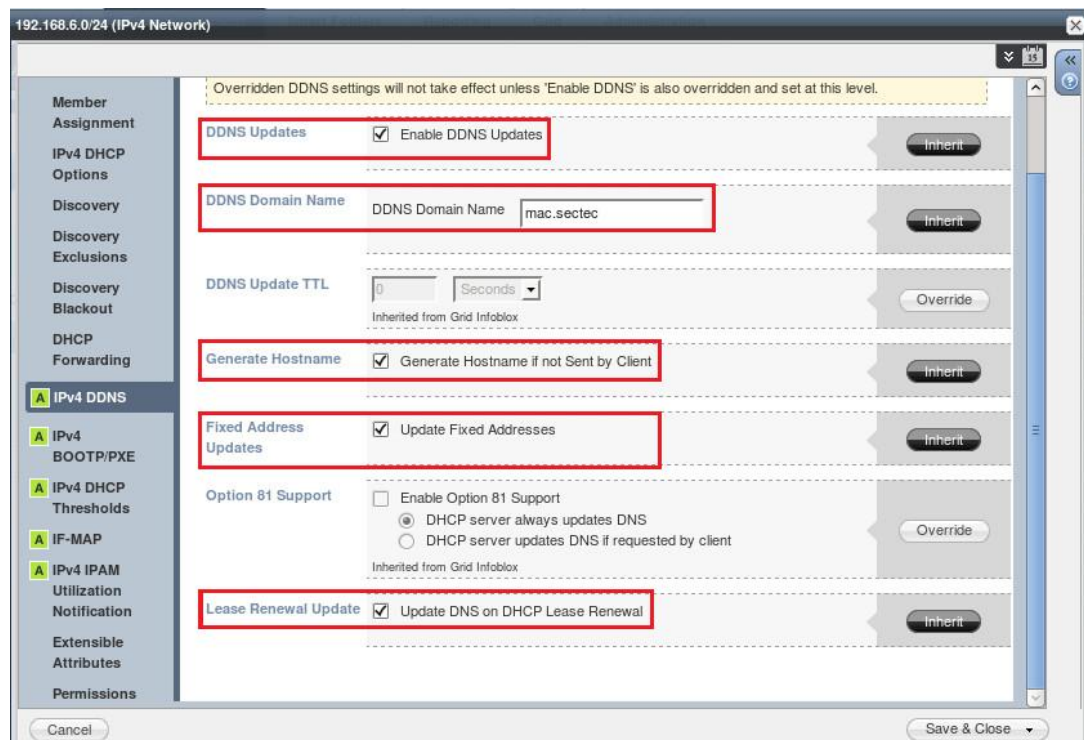 192.168.6.0/24 (IPv4 Network)
15
Overridden DDNS settings will not take effect unless 'Enable DDNS' is also overridden and set at this level.
Member
Assignment
IPv4 DHCP
Options
Discovery
Discovery
Exclusions
Discovery
Blackout
DHCP
Forwarding
A IPv4 DDNS
A IPv4
BOOTP/PXE
A IPv4 DHCP
Thresholds
A IF-MAP
A IPv4 IPAM
Utilization
Notification
Extensible
Attributes
Permissions
DDNS Updates
Enable DDNS Updates
Inherit
DDNS Domain Name
DDNS Domain Name mac.sectec
Inherit
DDNS Update TTL
0 Seconds
Inherited from Grid Infoblox
Override
Generate Hostname
Generate Hostname if not Sent by Client
Inherit
Fixed Address
Updates
Update Fixed Addresses
Inherit
Option 81 Support
Enable Option 81 Support
DHCP server always updates DNS
DHCP server updates DNS if requested by client
Inherited from Grid Infoblox
Override
Lease Renewal Update
Update DNS on DHCP Lease Renewal
Inherit
Cancel
Save & Close